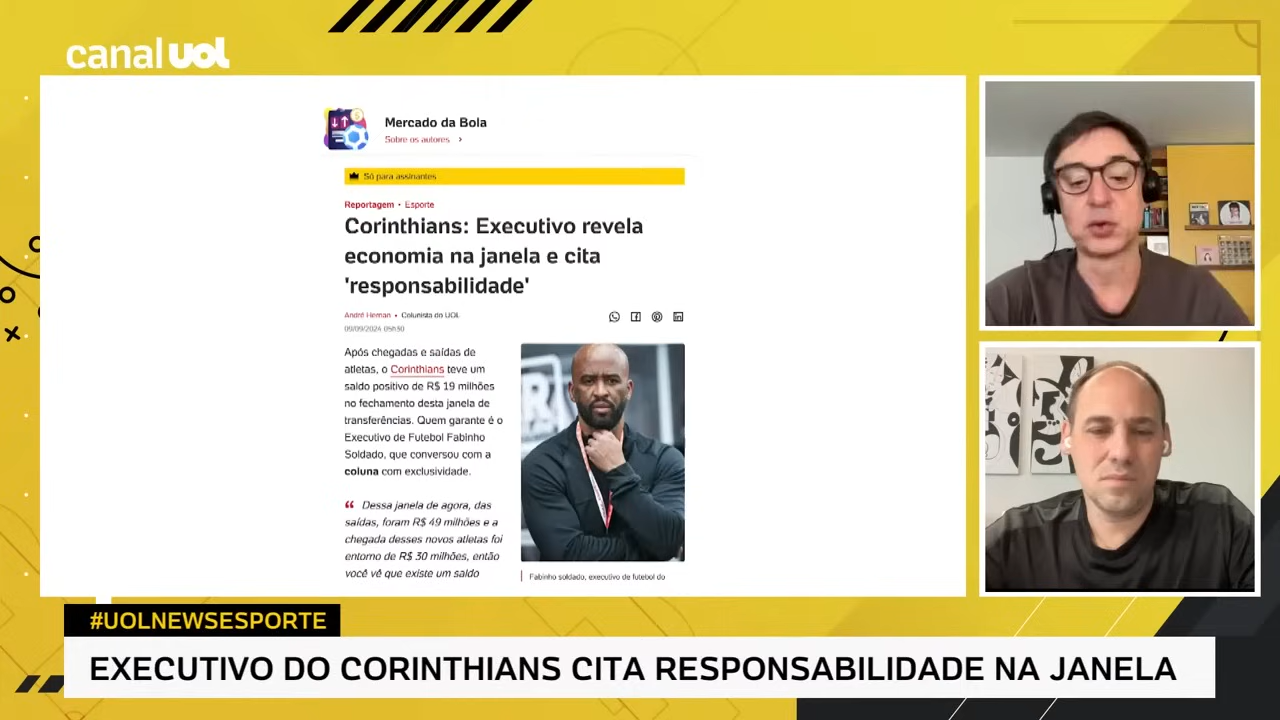 canal uol
Mercado da Bola
Sobre os autores
Só para assinantes
Reportagem • Esporte
Corinthians: Executivo revela
economia na janela e cita
'responsabilidade'
André Hernan • Colunista do UOL
09/09/2024 05h30
Após chegadas e saídas de
atletas, o Corinthians teve um
saldo positivo de R$ 19 milhões
no fechamento desta janela de
transferências. Quem garante é o
Executivo de Futebol Fabinho
Soldado, que conversou com a
coluna com exclusividade.
“ Dessa janela de agora, das
saídas, foram R$ 49 milhões e a
chegada desses novos atletas foi
entorno de R$ 30 milhões, então
você vê que existe um saldo
Fabinho soldado, executivo de futebol do
#UOLNEWSESPORTE
EXECUTIVO DO CORINTHIANS CITA RESPONSABILIDADE NA JANELA